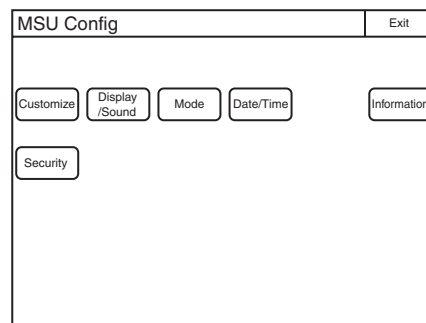 MSU Config
Exit
Customize
Display
/Sound
Mode
Date/Time
Information
Security